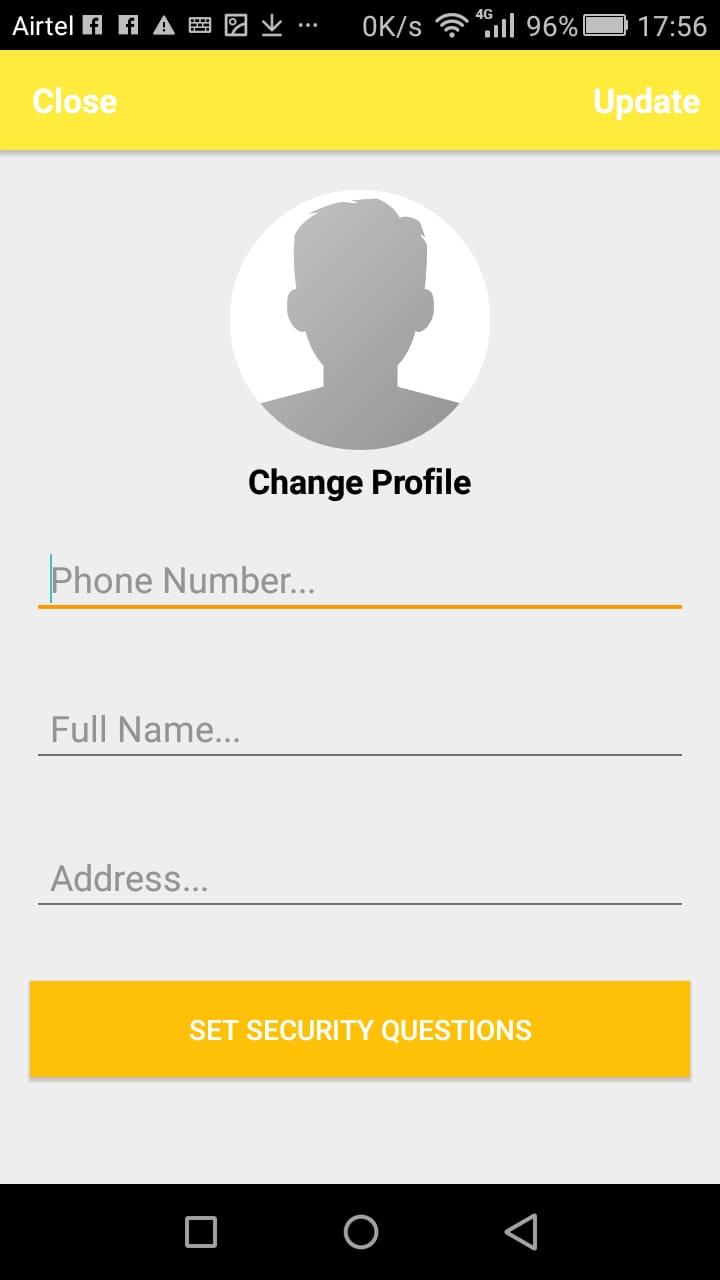 Airtel ... 0K/s 4G 96% 17:56
Close Update
Change Profile
Phone Number...
Full Name...
Address...
SET SECURITY QUESTIONS